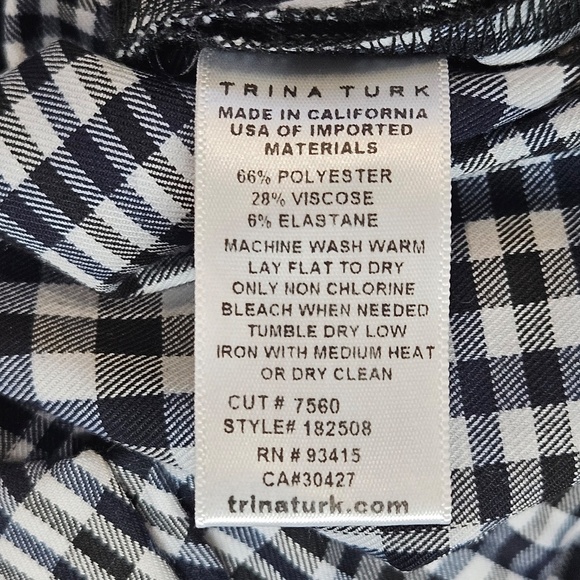 TRINA TURK
MADE IN CALIFORNIA
USA OF IMPORTED
MATERIALS
66% POLYESTER
28% VISCOSE
6% ELASTANE
MACHINE WASH WARM
LAY FLAT TO DRY
ONLY NON CHLORINE
BLEACH WHEN NEEDED
TUMBLE DRY LOW
IRON WITH MEDIUM HEAT
OR DRY CLEAN
CUT# 7560
STYLE# 182508
RN # 93415
CA#30427
trinaturk.com